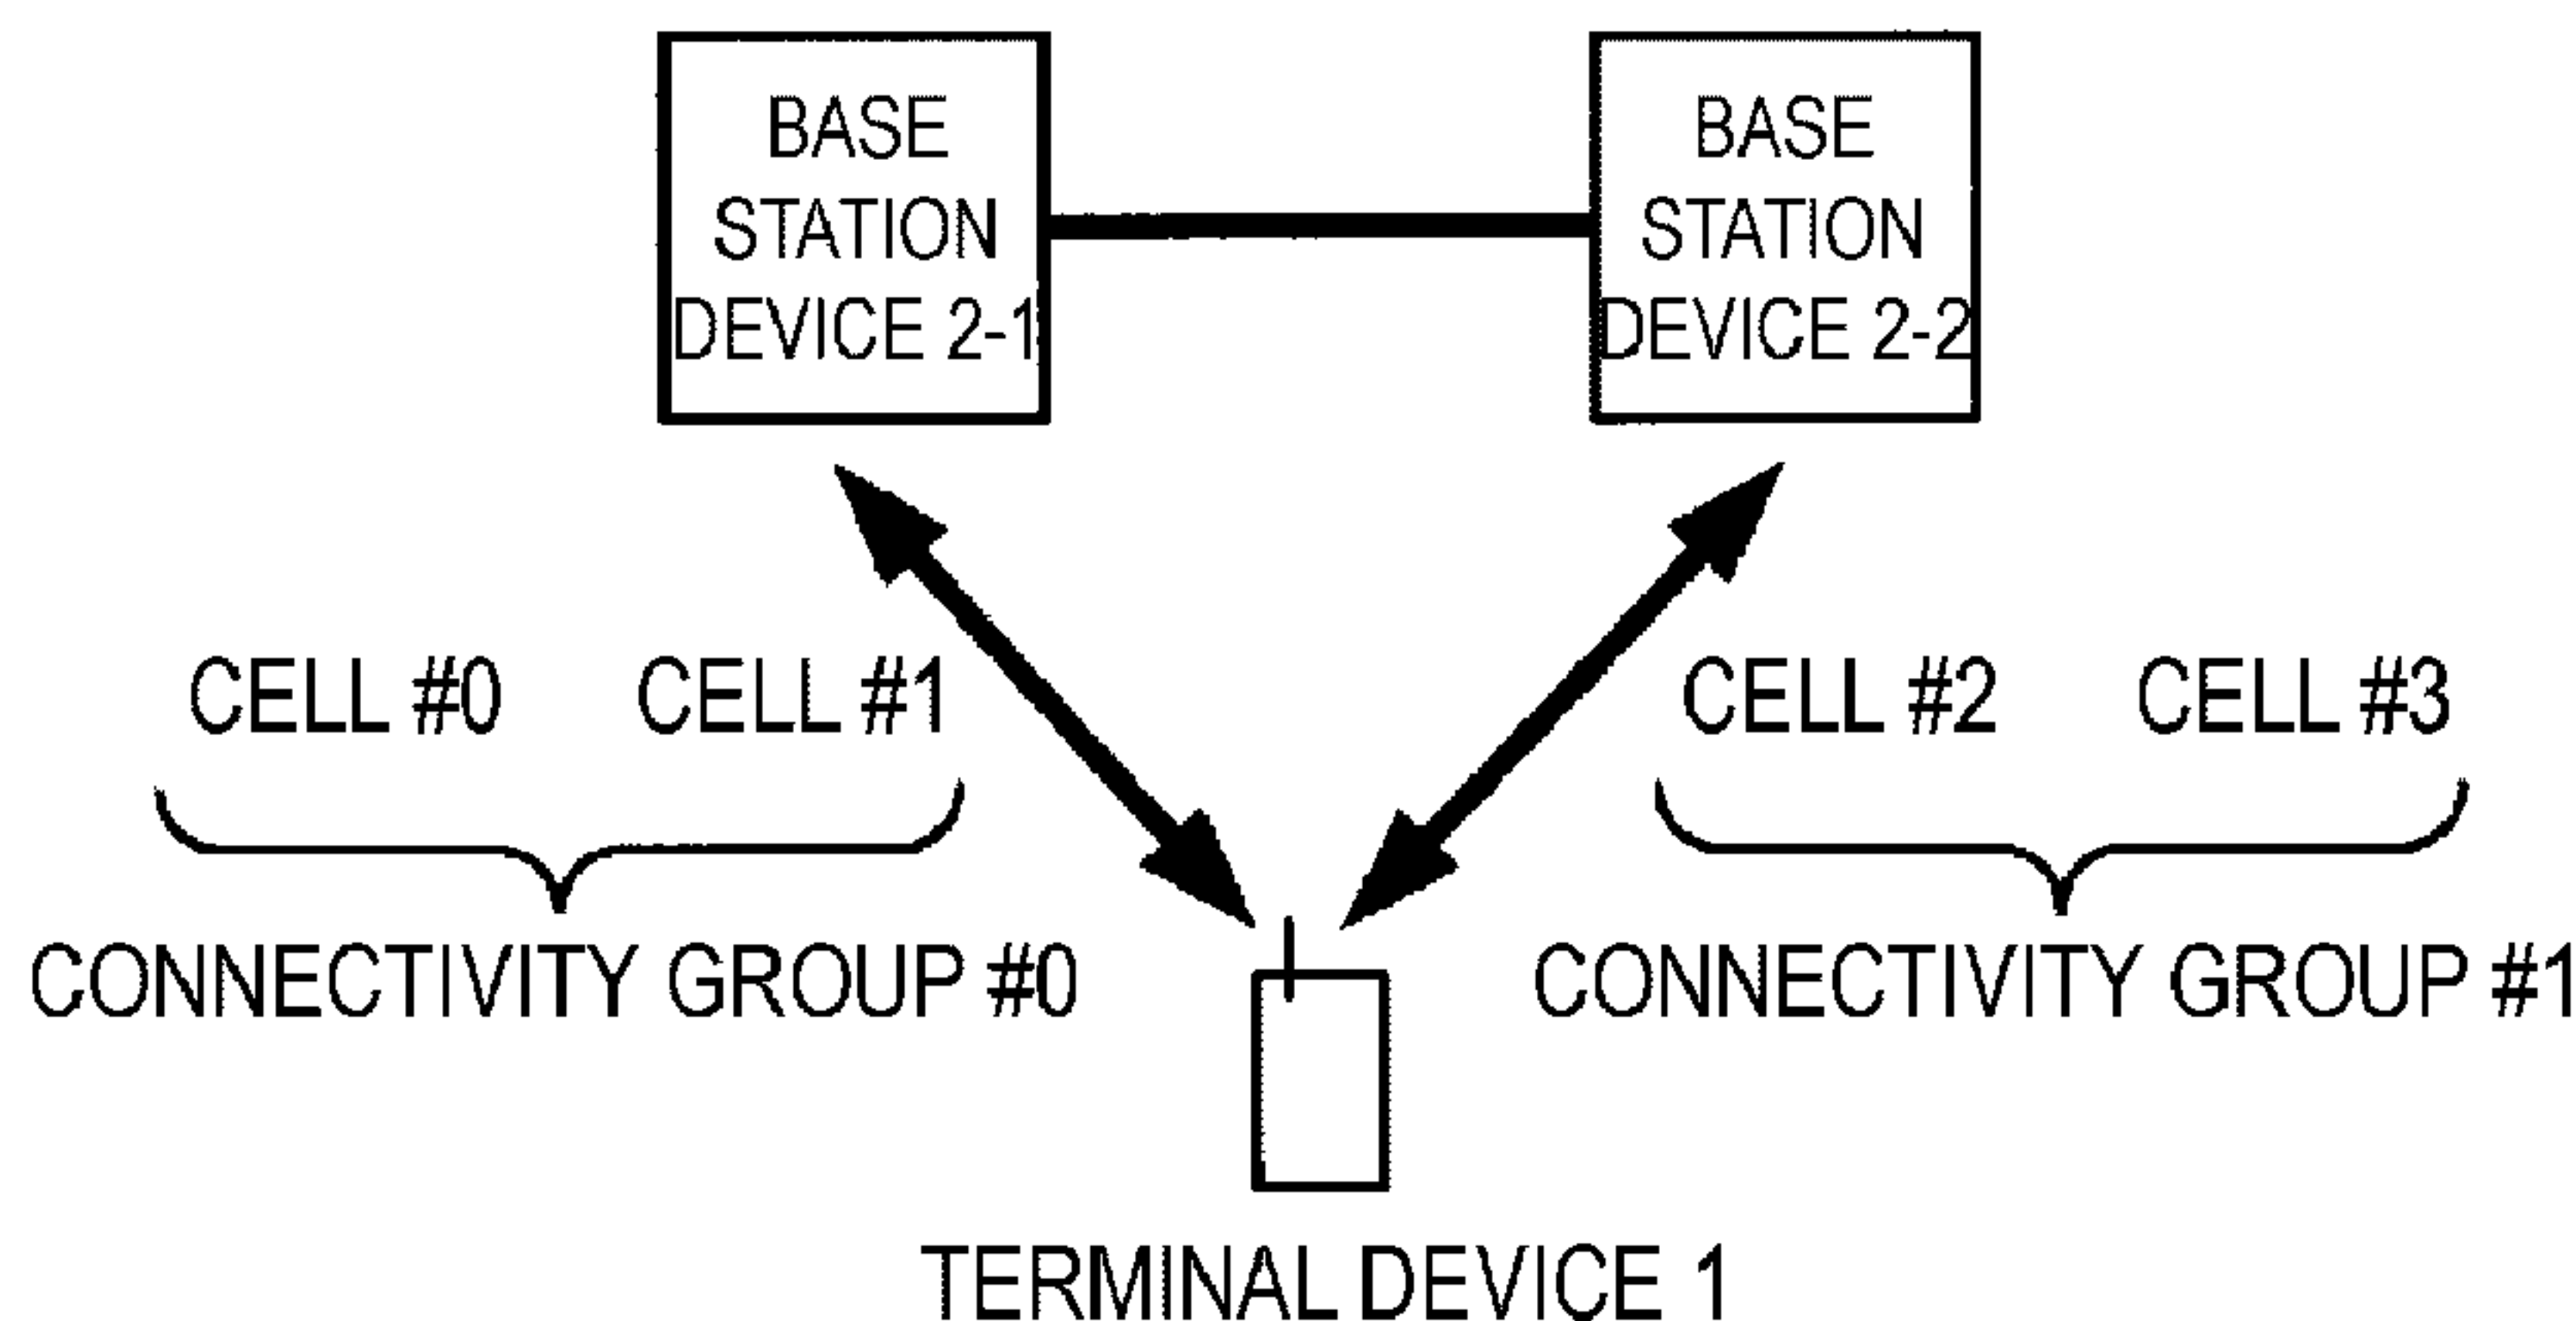 BASE
STATION
DEVICE 2-1
BASE
STATION
DEVICE 2-2
CELL #0 CELL #1
CELL #2 CELL #3
CONNECTIVITY GROUP #0
CONNECTIVITY GROUP #1
TERMINAL DEVICE 1